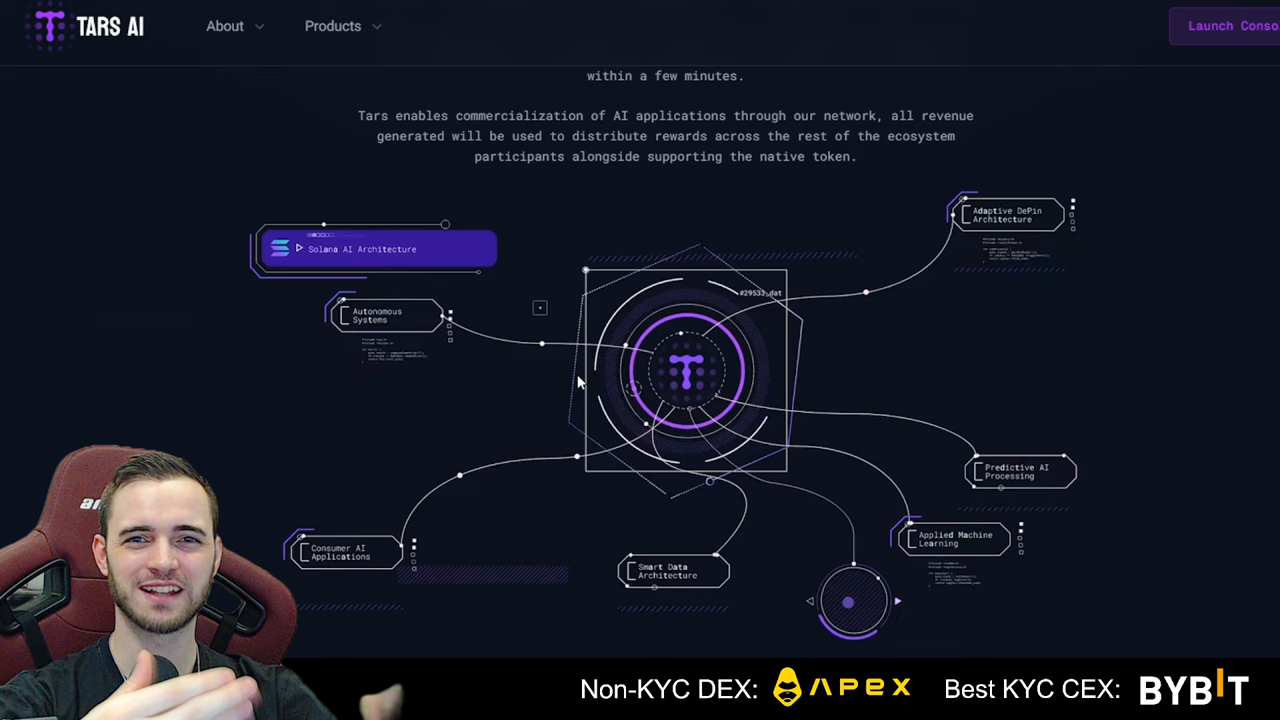 TARS AI
About
Products
Launch Conso
within a few minutes.
Tars enables commercialization of AI applications through our network, all revenue
generated will be used to distribute rewards across the rest of the ecosystem
participants alongside supporting the native token.
Solana AI Architecture
Adaptive DePin
Architecture
Autonomous
Systems
#29533.dat
Predictive AI
Processing
Applied Machine
Learning
Consumer AI
Applications
Smart Data
Architecture
Non-KYC DEX: APEX
Best KYC CEX: BYBIT